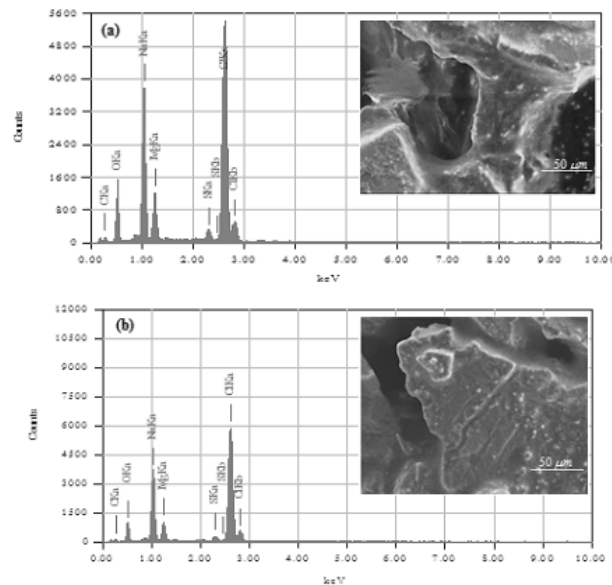 (a)
5600
4800
4000
3200
2400
1600
800
0
Counts
CKa
OKa
NaKa
MgKa
SKa
SKb
ClKa
ClKb
50 μm
0.00 1.00 2.00 3.00 4.00 5.00 6.00 7.00 8.00 9.00 10.0
keV
(b)
12000
10500
9000
7500
6000
4500
3000
1500
0
Counts
CKa
OKa
NaKa
MgKa
SKa
SKb
ClKa
ClKb
50 μm
0.00 1.00 2.00 3.00 4.00 5.00 6.00 7.00 8.00 9.00 10.00
keV